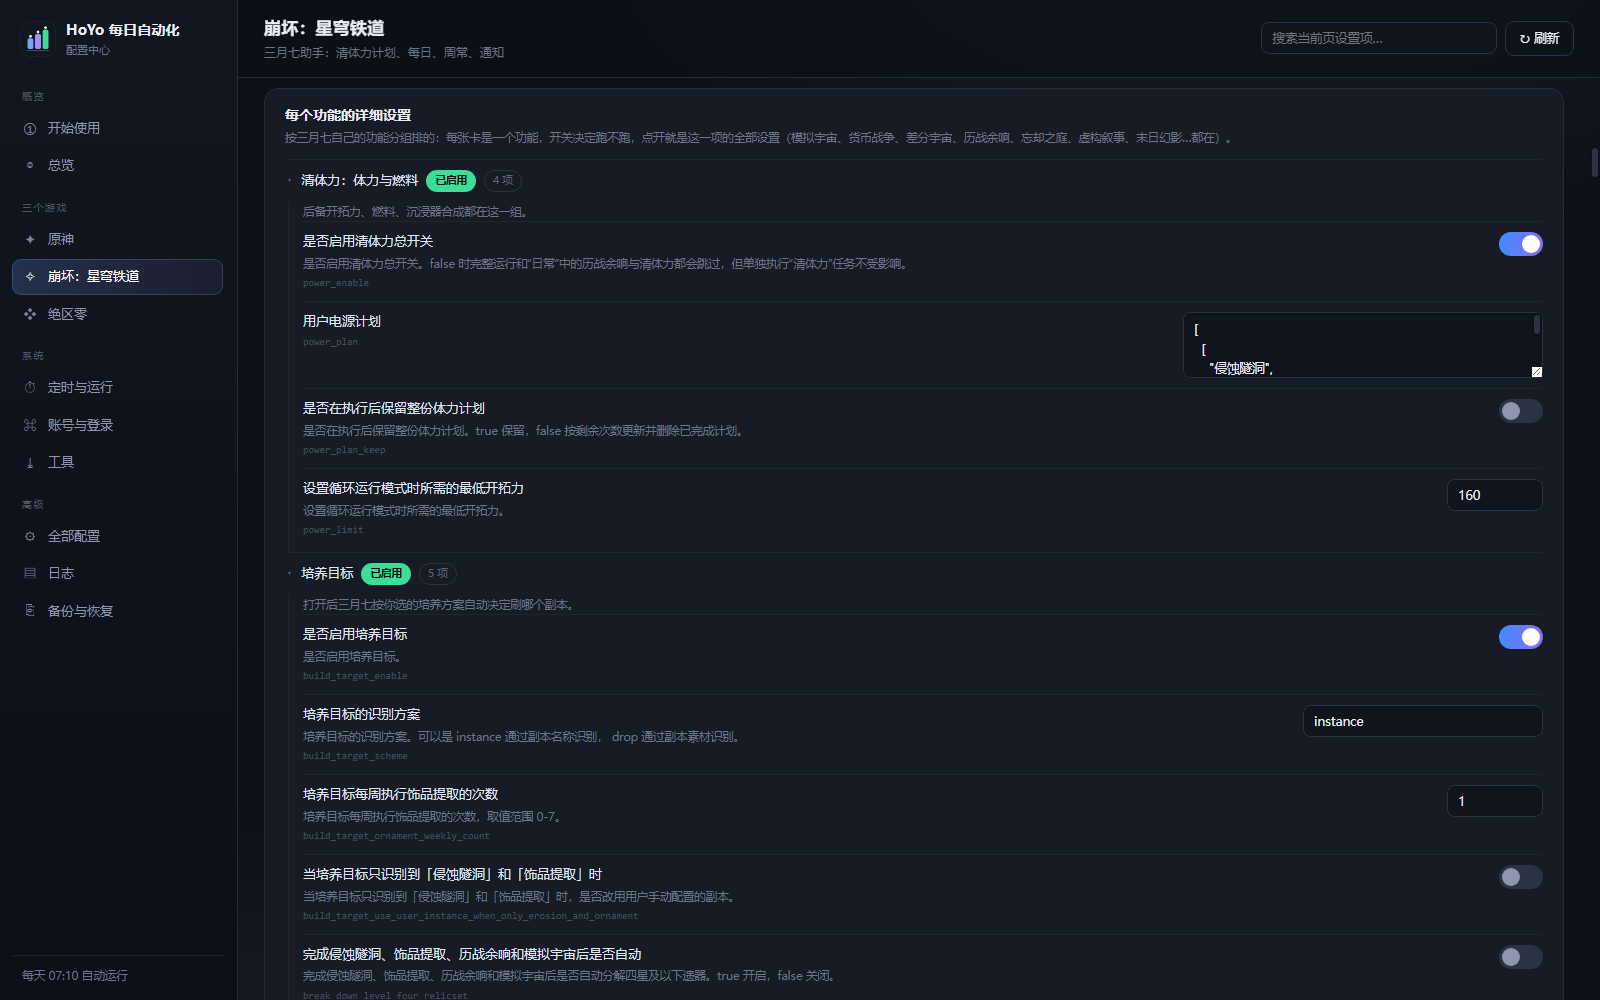 HoYo 每日自动化
配置中心
概览
开始使用
总览
三个游戏
原神
崩坏：星穹铁道
绝区零
系统
定时与运行
账号与登录
工具
高级
全部配置
日志
备份与恢复
每天 07:10 自动运行
崩坏：星穹铁道
三月七助手：清体力计划、每日、周常、通知
搜索当前页设置项...
↻ 刷新
每个功能的详细设置
按三月七自己的功能分组排的：每张卡是一个功能，开关决定跑不跑，点开就是这一项的全部设置（模拟宇宙、货币战争、差分宇宙、历战余响、忘却之庭、虚构叙事、末日幻影...都在）。
清体力：体力与燃料 已启用 4 项
后备开拓力、燃料、沉浸器合成都在这一组。
是否启用清体力总开关
是否启用清体力总开关。false 时完整运行和“日常”中的历战余响与清体力都会跳过，但单独执行“清体力”任务不受影响。
power_enable
用户电源计划
power_plan
[
[
"侵蚀隧洞",
是否在执行后保留整份体力计划
是否在执行后保留整份体力计划。true 保留，false 按剩余次数更新并删除已完成计划。
power_plan_keep
设置循环运行模式时所需的最低开拓力
设置循环运行模式时所需的最低开拓力。
power_limit
160
培养目标 已启用 5 项
打开后三月七按你选的培养方案自动决定刷哪个副本。
是否启用培养目标
是否启用培养目标。
build_target_enable
培养目标的识别方案
培养目标的识别方案。可以是 instance 通过副本名称识别， drop 通过副本素材识别。
build_target_scheme
instance
培养目标每周执行饰品提取的次数
培养目标每周执行饰品提取的次数，取值范围 0-7。
build_target_ornament_weekly_count
1
当培养目标只识别到「侵蚀隧洞」和「饰品提取」时
当培养目标只识别到「侵蚀隧洞」和「饰品提取」时，是否改用用户手动配置的副本。
build_target_use_user_instance_when_only_erosion_and_ornament
完成侵蚀隧洞、饰品提取、历战余响和模拟宇宙后是否自动
完成侵蚀隧洞、饰品提取、历战余响和模拟宇宙后是否自动分解四星及以下遗器。true 开启，false 关闭。
break_down_level_four_relicset